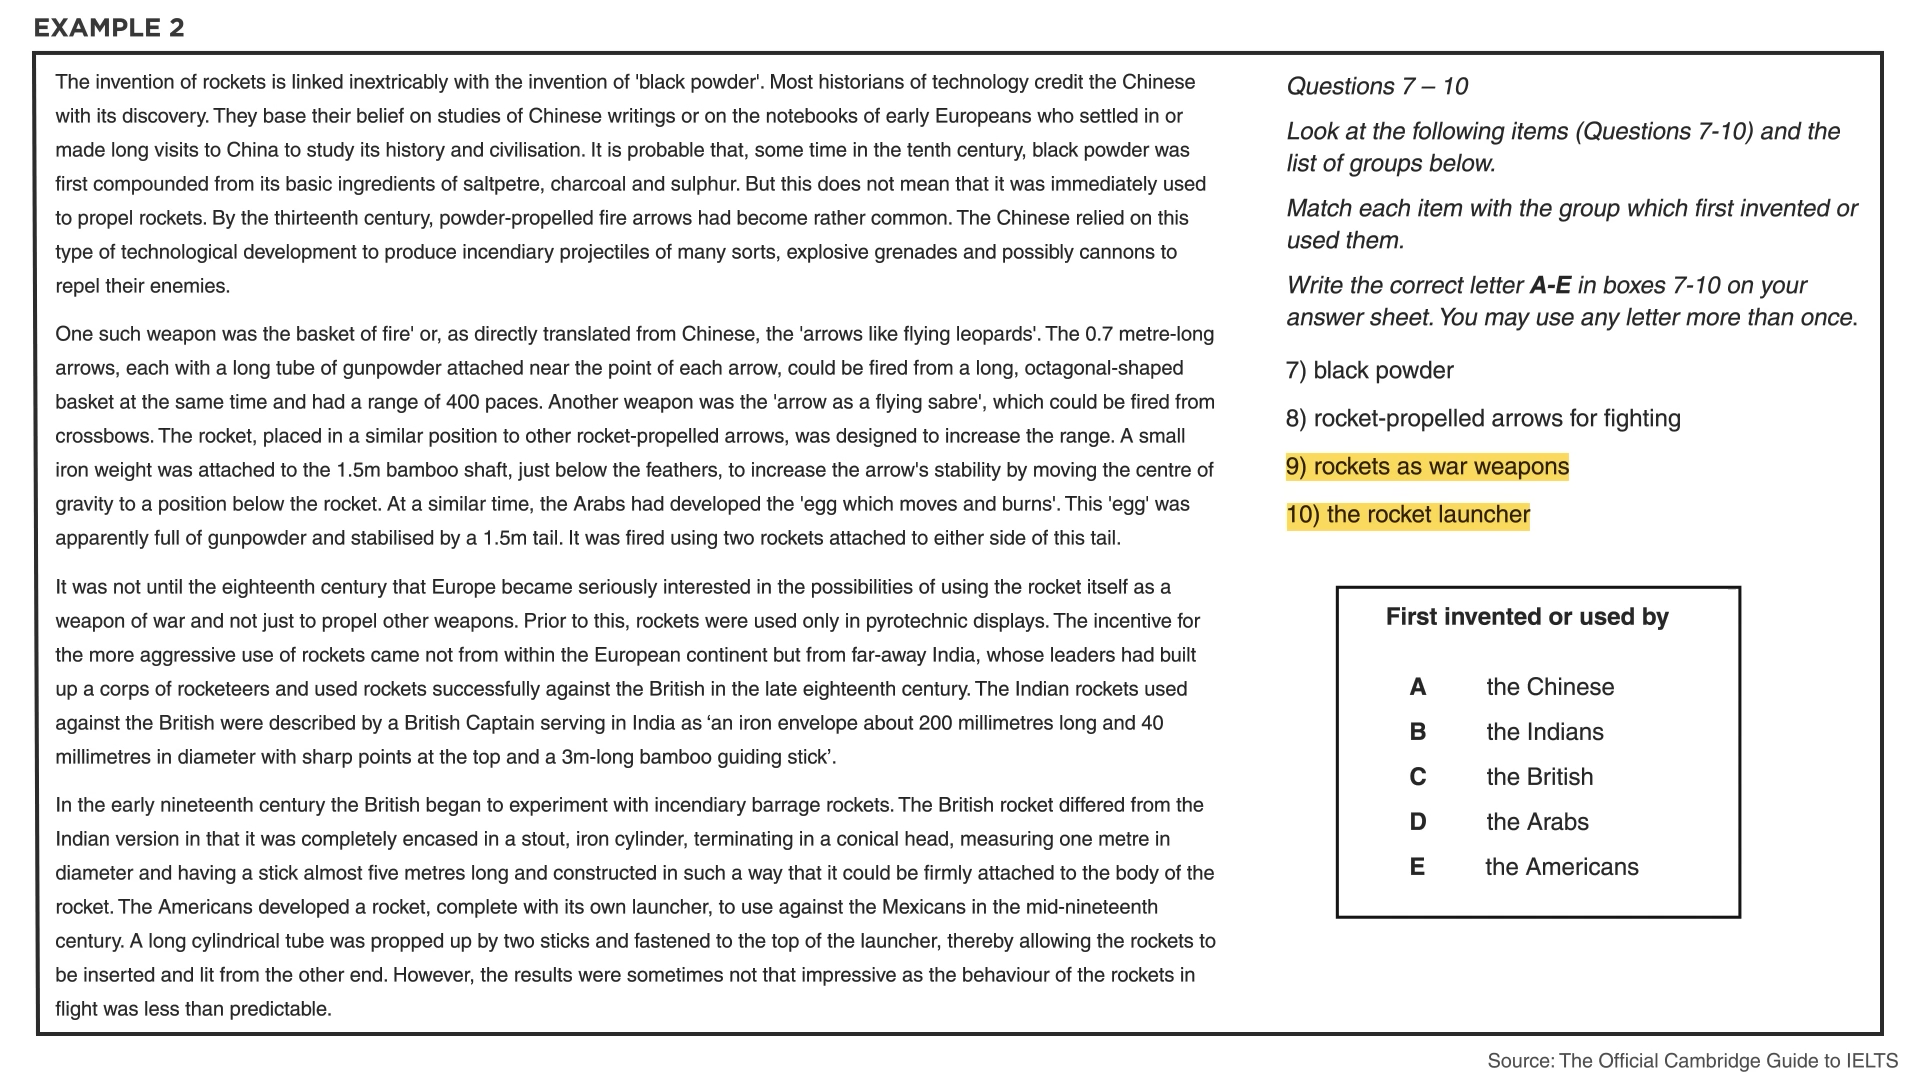 EXAMPLE 2
The invention of rockets is linked inextricably with the invention of 'black powder'. Most historians of technology credit the Chinese
with its discovery. They base their belief on studies of Chinese writings or on the notebooks of early Europeans who settled in or
made long visits to China to study its history and civilisation. It is probable that, some time in the tenth century, black powder was
first compounded from its basic ingredients of saltpetre, charcoal and sulphur. But this does not mean that it was immediately used
to propel rockets. By the thirteenth century, powder-propelled fire arrows had become rather common. The Chinese relied on this
type of technological development to produce incendiary projectiles of many sorts, explosive grenades and possibly cannons to
repel their enemies.
One such weapon was the basket of fire' or, as directly translated from Chinese, the 'arrows like flying leopards'. The 0.7 metre-long
arrows, each with a long tube of gunpowder attached near the point of each arrow, could be fired from a long, octagonal-shaped
basket at the same time and had a range of 400 paces. Another weapon was the 'arrow as a flying sabre', which could be fired from
crossbows. The rocket, placed in a similar position to other rocket-propelled arrows, was designed to increase the range. A small
iron weight was attached to the 1.5m bamboo shaft, just below the feathers, to increase the arrow's stability by moving the centre of
gravity to a position below the rocket. At a similar time, the Arabs had developed the 'egg which moves and burns'. This 'egg' was
apparently full of gunpowder and stabilised by a 1.5m tail. It was fired using two rockets attached to either side of this tail.
It was not until the eighteenth century that Europe became seriously interested in the possibilities of using the rocket itself as a
weapon of war and not just to propel other weapons. Prior to this, rockets were used only in pyrotechnic displays. The incentive for
the more aggressive use of rockets came not from within the European continent but from far-away India, whose leaders had built
up a corps of rocketeers and used rockets successfully against the British in the late eighteenth century. The Indian rockets used
against the British were described by a British Captain serving in India as ‘an iron envelope about 200 millimetres long and 40
millimetres in diameter with sharp points at the top and a 3m-long bamboo guiding stick’.
In the early nineteenth century the British began to experiment with incendiary barrage rockets. The British rocket differed from the
Indian version in that it was completely encased in a stout, iron cylinder, terminating in a conical head, measuring one metre in
diameter and having a stick almost five metres long and constructed in such a way that it could be firmly attached to the body of the
rocket. The Americans developed a rocket, complete with its own launcher, to use against the Mexicans in the mid-nineteenth
century. A long cylindrical tube was propped up by two sticks and fastened to the top of the launcher, thereby allowing the rockets to
be inserted and lit from the other end. However, the results were sometimes not that impressive as the behaviour of the rockets in
flight was less than predictable.
Questions 7 – 10
Look at the following items (Questions 7-10) and the
list of groups below.
Match each item with the group which first invented or
used them.
Write the correct letter A-E in boxes 7-10 on your
answer sheet. You may use any letter more than once.
7) black powder
8) rocket-propelled arrows for fighting
9) rockets as war weapons
10) the rocket launcher
First invented or used by
A the Chinese
B the Indians
C the British
D the Arabs
E the Americans
Source: The Official Cambridge Guide to IELTS